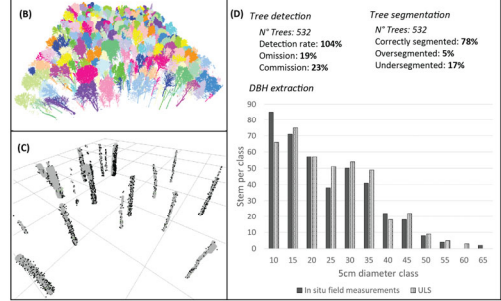 (B)
(C)
(D)
Tree detection
N° Trees: 532
Detection rate: 104%
Omission: 19%
Commission: 23%
Tree segmentation
N° Trees: 532
Correctly segmented: 78%
Oversegmented: 5%
Undersegmented: 17%
DBH extraction
Stem per class
90
80
70
60
50
40
30
20
10
0
10 15 20 25 30 35 40 45 50 55 60 65
5cm diameter class
In situ field measurements ULS